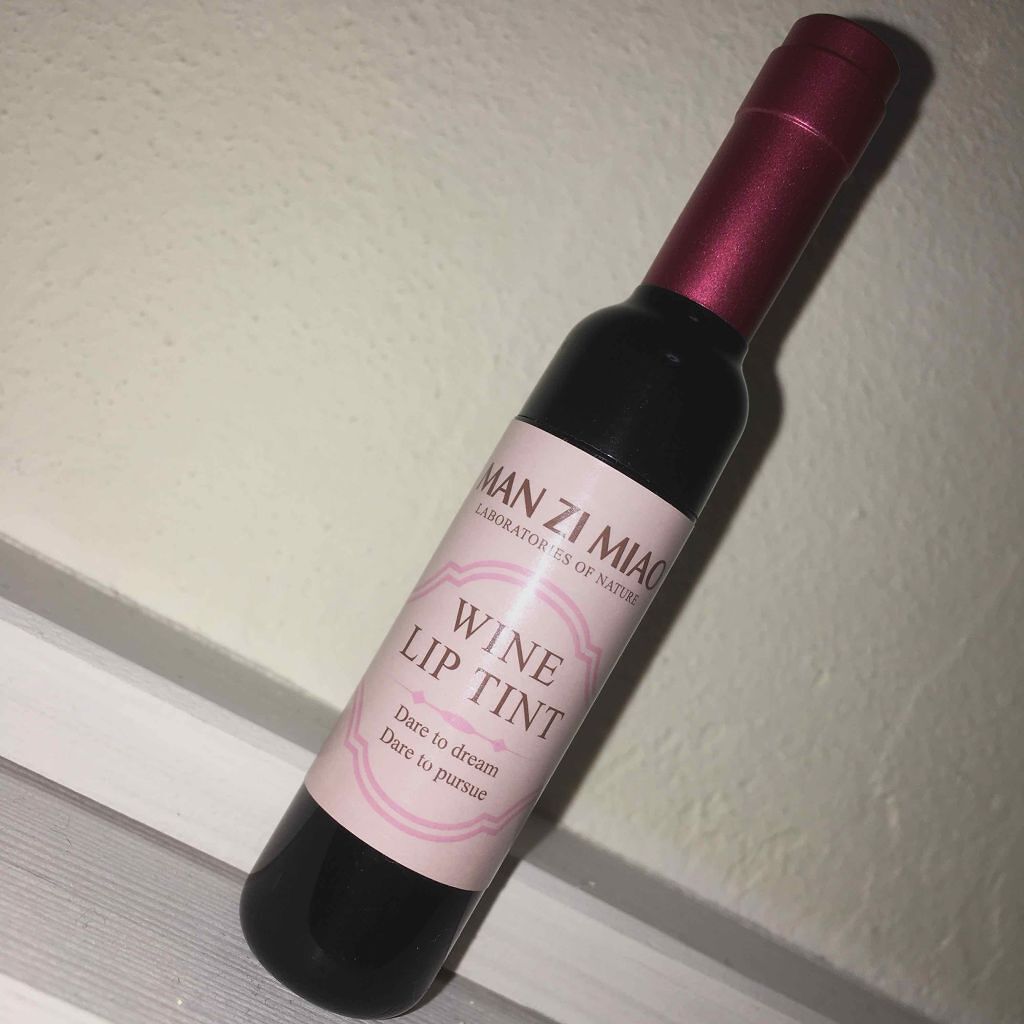 MAN ZI MIAO
LABORATORIES OF NATURE
WINE
LIP TINT
Dare to dream
Dare to pursue